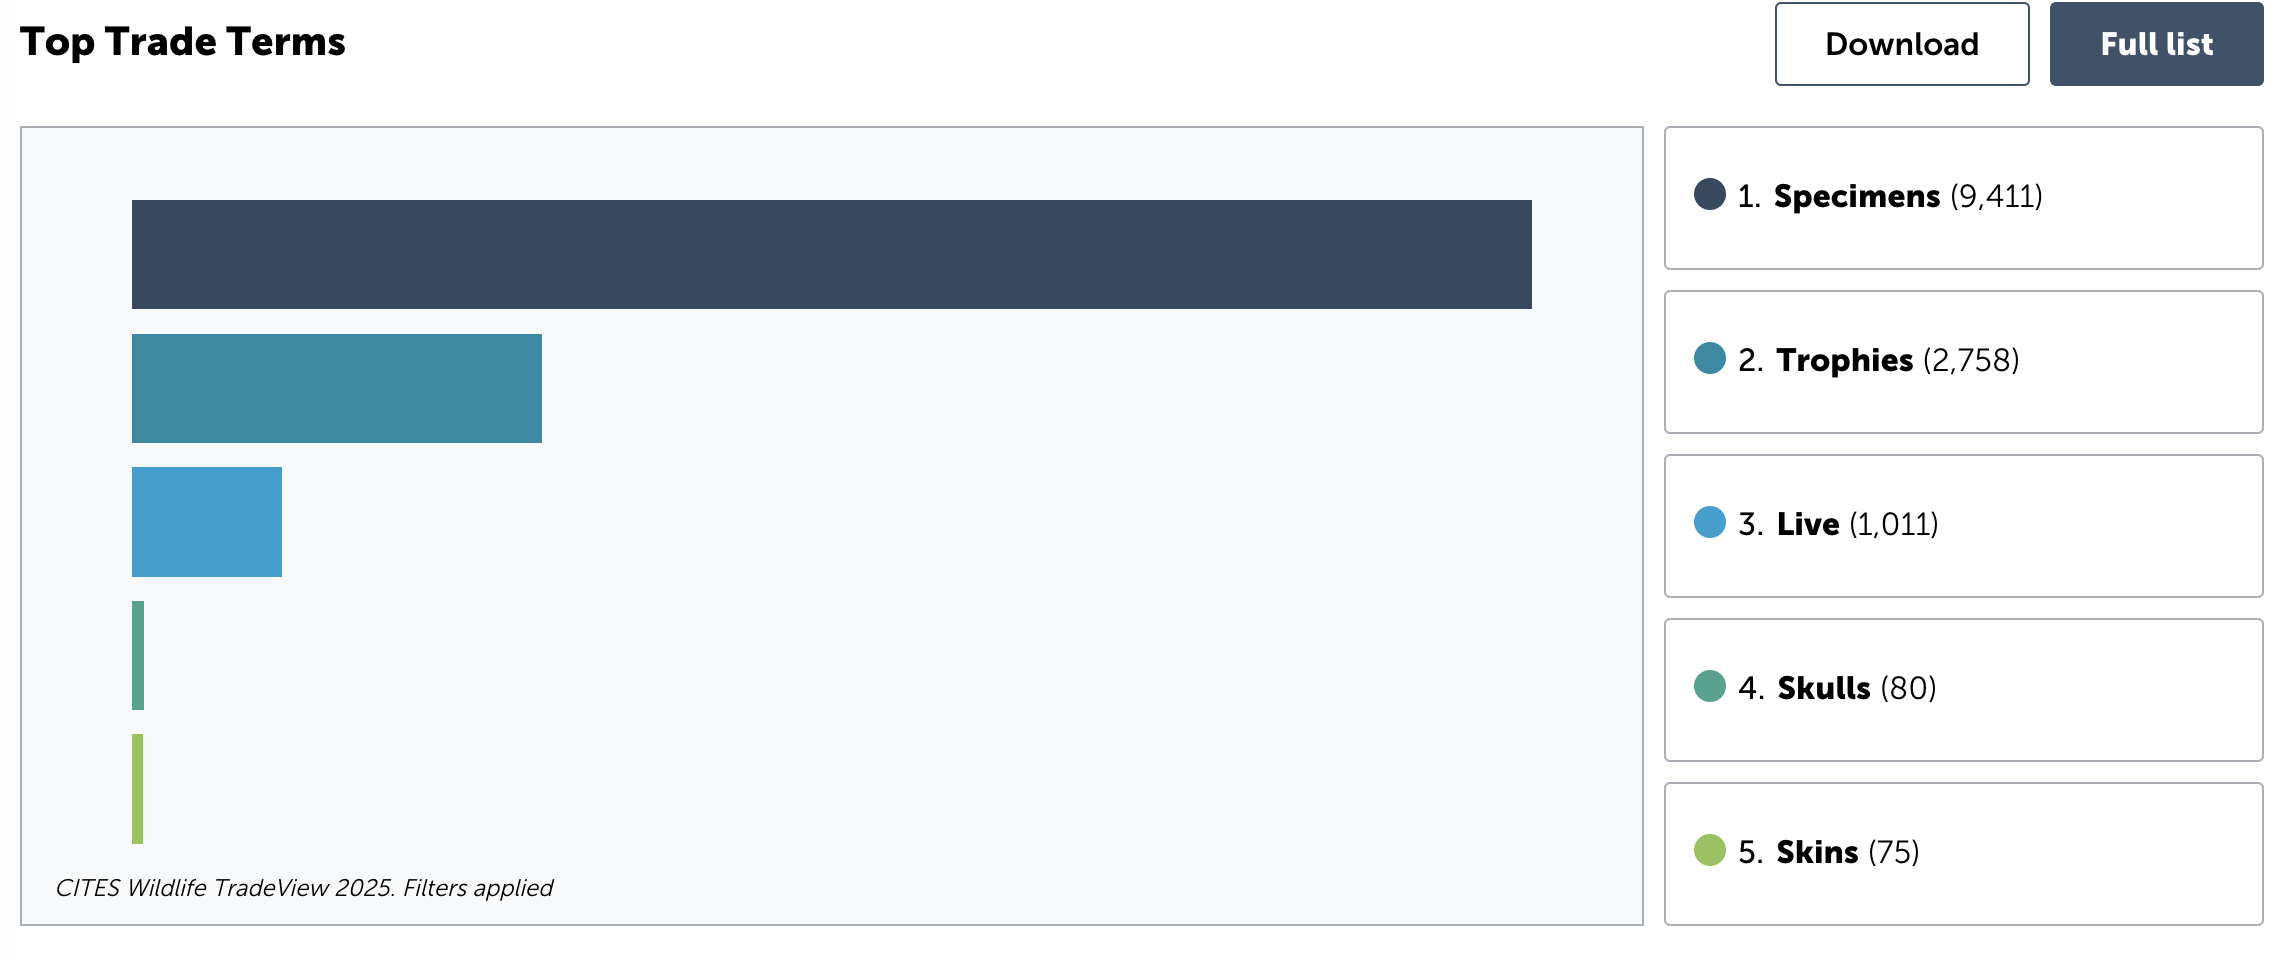 Top Trade Terms
Download
Full list
1. Specimens (9,411)
2. Trophies (2,758)
3. Live (1,011)
4. Skulls (80)
5. Skins (75)
CITES Wildlife TradeView 2025. Filters applied